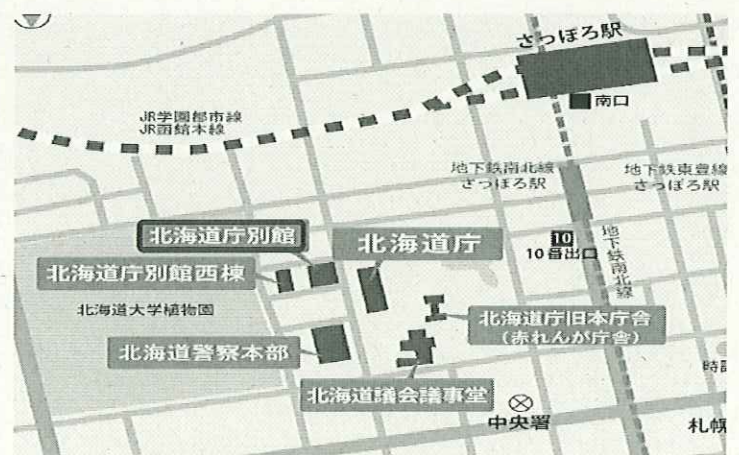 さっぽろ駅
南口
JR学園都市線
JR函館本線
地下鉄南北線
さっぽろ駅
地下鉄東豊線
さっぽろ駅
北海道庁別館
北海道庁
10
10番出口
地下鉄南北線
北海道庁別館西棟
北海道大学植物園
北海道庁旧本庁舎
(赤れんが庁舎)
北海道警察本部
北海道議会議事堂
中央署
札幌